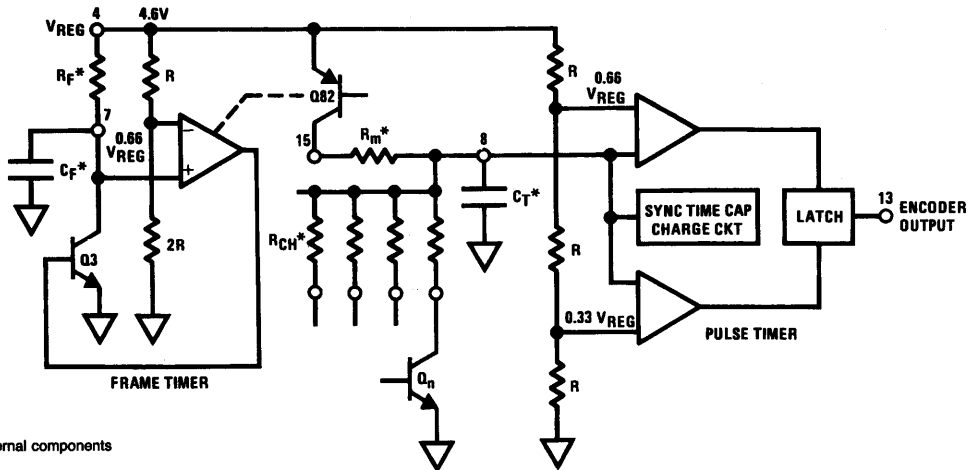 4
4.6V
VREG
RF*
R
7
0.66
VREG
CF*
Q3
2R
FRAME TIMER
Q82
15
Rm*
8
CT*
RCH*
Qn
R
0.66
VREG
R
0.33 VREG
R
SYNC TIME CAP
CHARGE CKT
PULSE TIMER
LATCH
13 ENCODER
OUTPUT
components